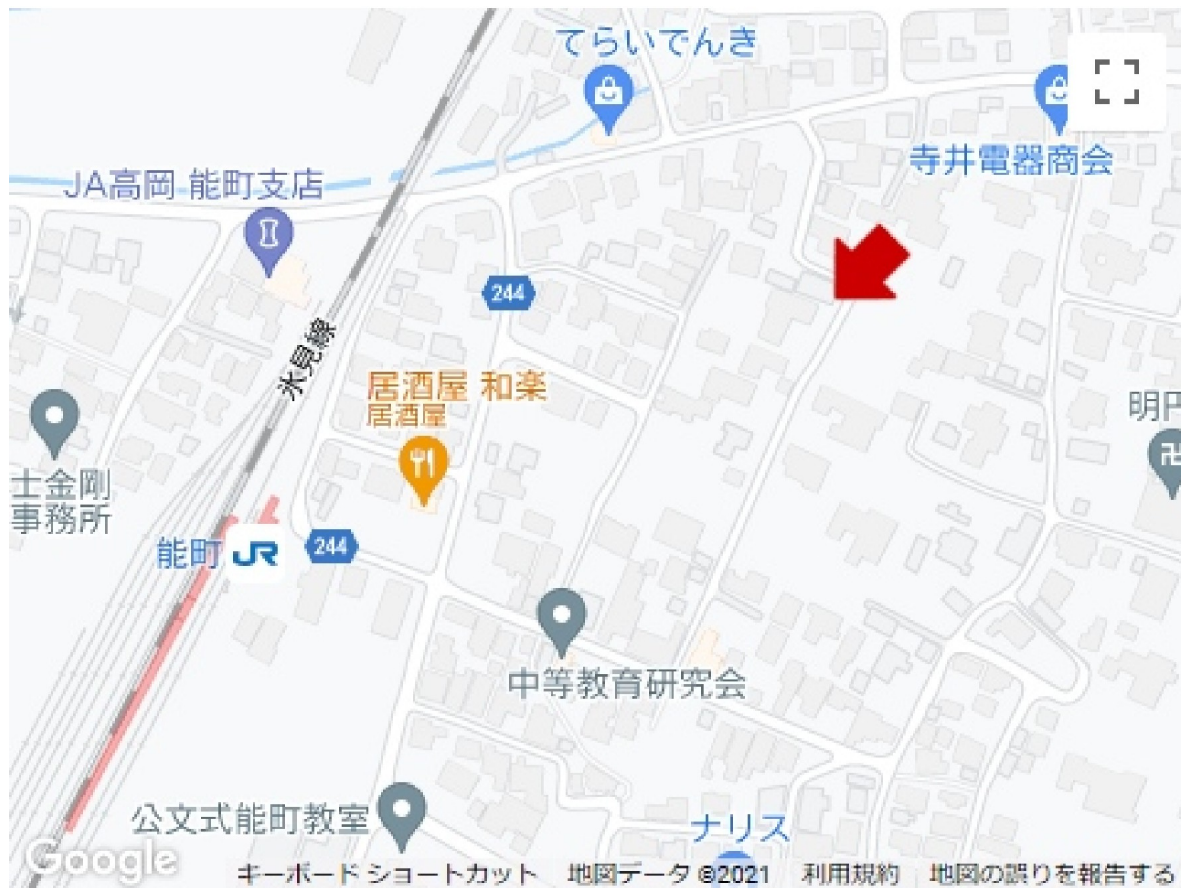 てらいでんき
寺井電器商会
JA高岡 能町支店
244
氷見線
居酒屋 和楽
居酒屋
明円
士金剛
事務所
能町 JR
244
中等教育研究会
公文式能町教室
ナリス
Google
キーボード ショートカット 地図データ ©2021 利用規約 地図の誤りを報告する